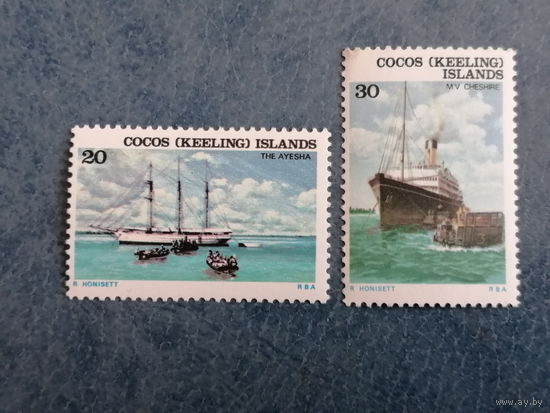 COCOS (KEELING) ISLANDS
20
THE AYESHA
R HONISETT
RBA
COCOS (KEELING)
ISLANDS
30
M V CHESHIRE
R HONISETT
RBA
www.ay.by